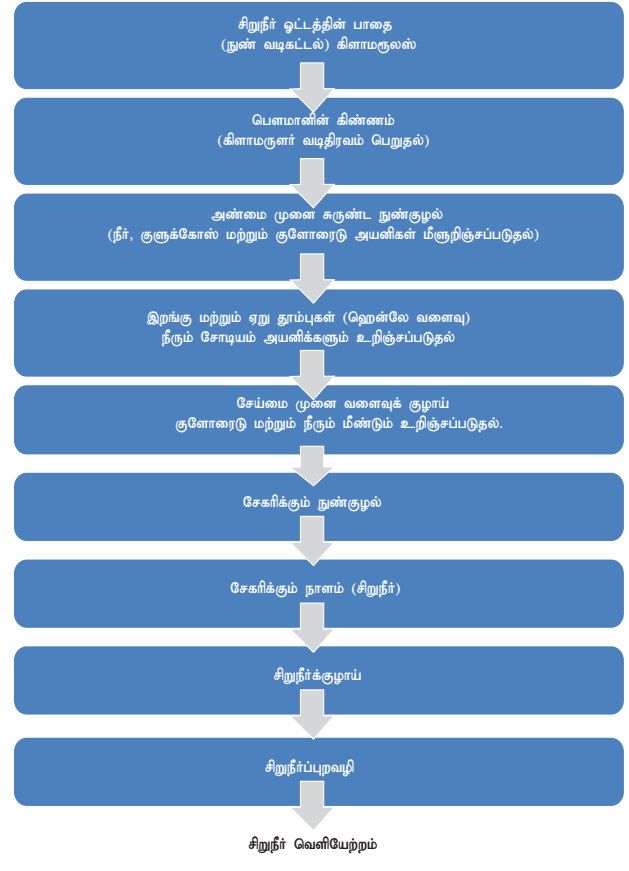 சிறுநீர் ஓட்டத்தின் பாதை
(நுண் வடிகட்டல்) கிளாமரூலஸ்
பௌமானின் கிண்ணம்
(கிளாமருளர் வடிதிரவம் பெறுதல்)
அண்மை முனை சுருண்ட நுண்குழல்
(நீர், குளுக்கோஸ் மற்றும் குளோரைடு அயனிகள் மீளுறிஞ்சப்படுதல்)
இறங்கு மற்றும் ஏறு தூம்புகள் (ஹென்லே வளைவு)
நீரும் சோடியம் அயனிக்களும் உறிஞ்சப்படுதல்
சேய்மை முனை வளைவுக் குழாய்
குளோரைடு மற்றும் நீரும் மீண்டும் உறிஞ்சப்படுதல்.
சேகரிக்கும் நுண்குழல்
சேகரிக்கும் நாளம் (சிறுநீர்)
சிறுநீர்க்குழாய்
சிறுநீர்ப்புறவழி
சிறுநீர் வெளியேற்றம்